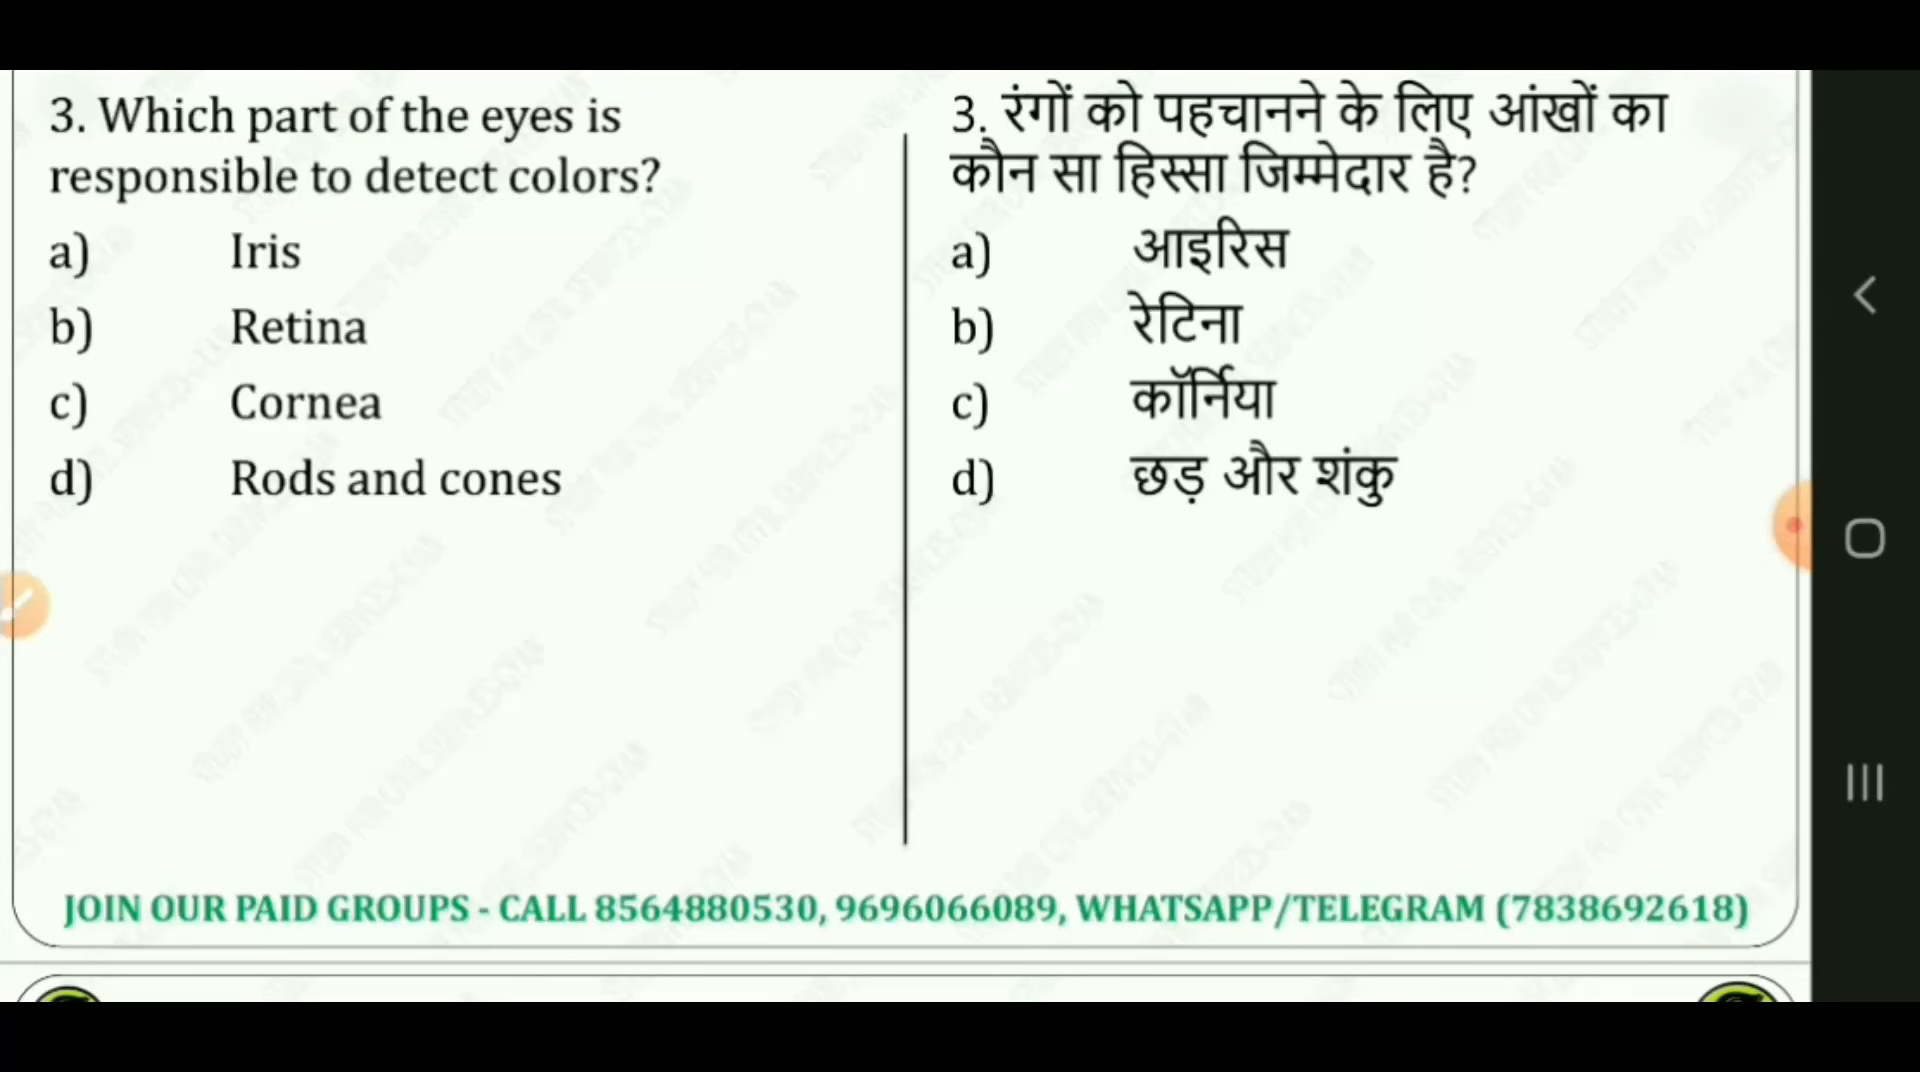 3. Which part of the eyes is
responsible to detect colors?
a) Iris
b) Retina
c) Cornea
d) Rods and cones
3. रंगों को पहचानने के लिए आंखों का
कौन सा हिस्सा जिम्मेदार है?
a) आइरिस
b) रेटिना
c) कॉर्निया
d) छड़ और शंकु
JOIN OUR PAID GROUPS - CALL 8564880530, 9696066089, WHATSAPP/TELEGRAM (7838692618)